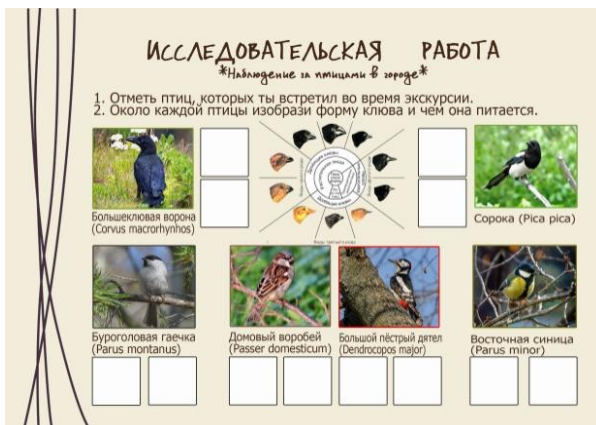 ИССЛЕДОВАТЕЛЬСКАЯ РАБОТА
*Наблюдение за птицами в городе*
1. Отметь птиц, которых ты встретил во время экскурсии.
2. Около каждой птицы изобрази форму клюва и чем она питается.
Большеклювая ворона
(Corvus macrorhynhos)
Сорока (Pica pica)
Буроголовая гаечка
(Parus montanus)
Домовый воробей
(Passer domesticum)
Большой пёстрый дятел
(Dendrocopos major)
Восточная синица
(Parus minor)